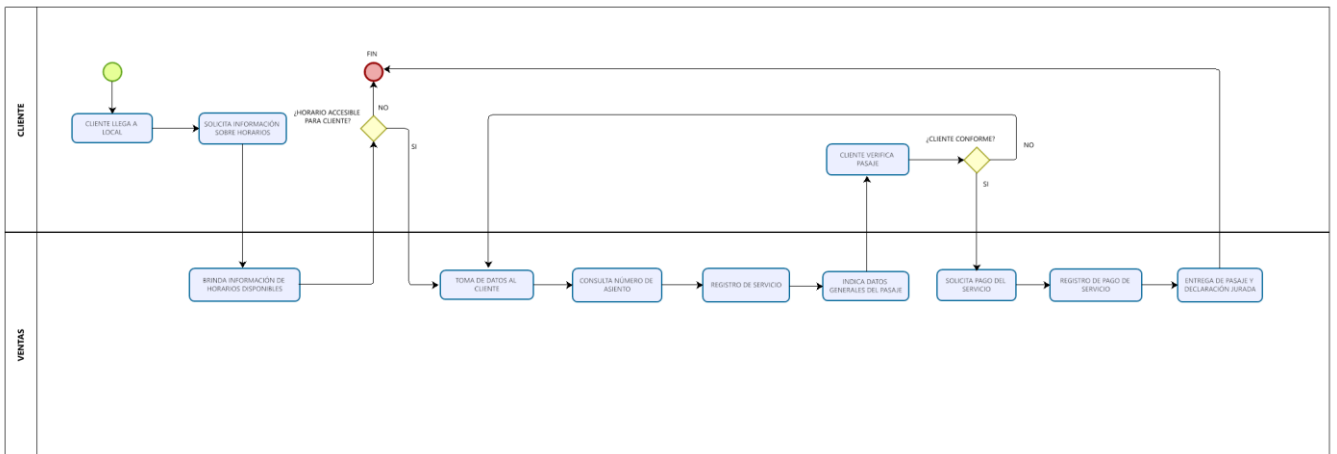 CLIENTE
FIN
CLIENTE LLEGA A
LOCAL
SOLICITA INFORMACIÓN
SOBRE HORARIOS
¿HORARIO ACCESIBLE
PARA CLIENTE?
NO
SI
CLIENTE VERIFICA
PASAJE
¿CLIENTE CONFORME?
NO
SI
VENTAS
BRINDA INFORMACIÓN DE
HORARIOS DISPONIBLES
TOMA DE DATOS AL
CLIENTE
CONSULTA NÚMERO DE
ASIENTO
REGISTRO DE SERVICIO
INDICA DATOS
GENERALES DEL PASAJE
SOLICITA PAGO DEL
SERVICIO
REGISTRO DE PAGO DE
SERVICIO
ENTREGA DE PASAJE Y
DECLARACIÓN JURADA